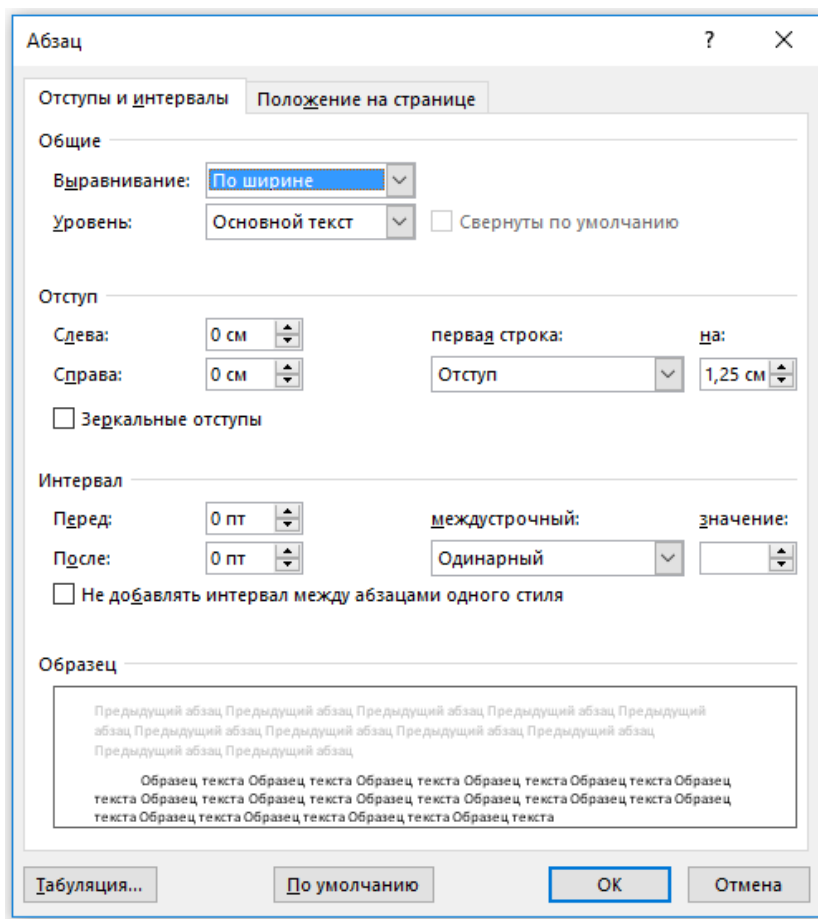 Абзац ?
Отступы и интервалы Положение на странице
Общие
Выравнивание: По ширине
Уровень: Основной текст Свернуты по умолчанию
Отступ
Слева: 0 см первая строка: на:
Справа: 0 см Отступ 1,25 см
Зеркальные отступы
Интервал
Перед: 0 пт междустрочный: значение:
После: 0 пт Одинарный
Не добавлять интервал между абзацами одного стиля
Образец
Предыдущий абзац Предыдущий абзац Предыдущий абзац Предыдущий абзац Предыдущий
абзац Предыдущий абзац Предыдущий абзац Предыдущий абзац Предыдущий абзац
Предыдущий абзац Предыдущий абзац
Образец текста Образец текста Образец текста Образец текста Образец текста Образец
текста Образец текста Образец текста Образец текста Образец текста Образец текста Образец
текста Образец текста Образец текста Образец текста Образец текста
Табуляция... По умолчанию ОК Отмена